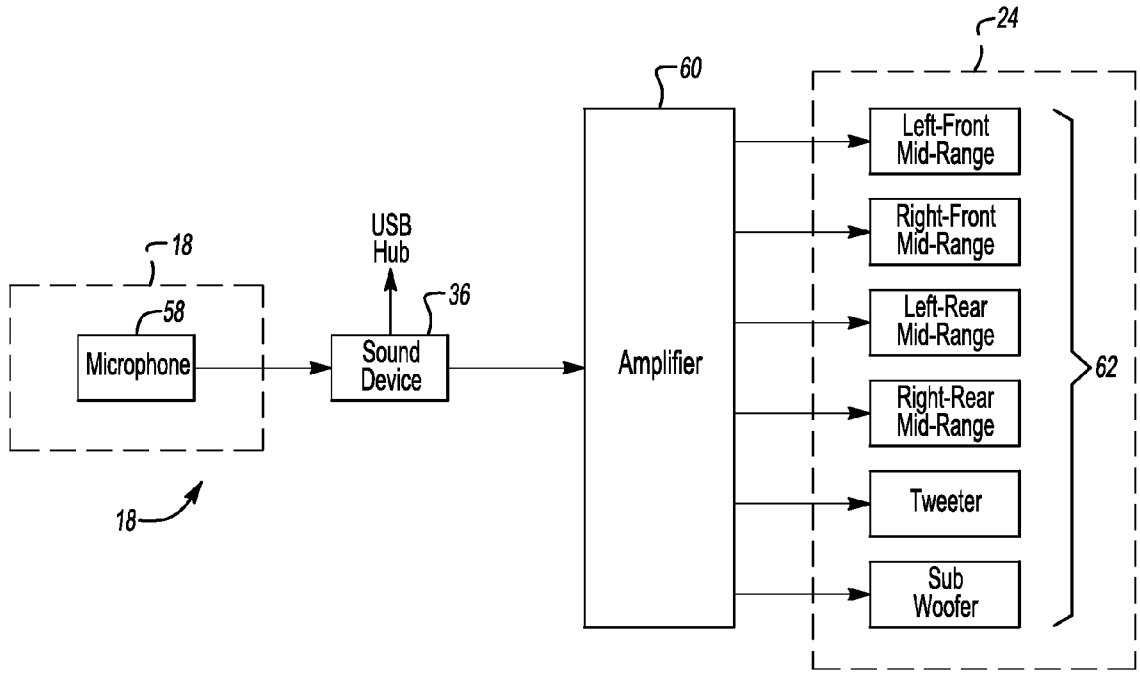 24
60
Left-Front
Mid-Range
Right-Front
Mid-Range
USB
Hub
18
58
36
Microphone
Sound
Device
Amplifier
Left-Rear
Mid-Range
62
Right-Rear
Mid-Range
18
Tweeter
Sub
Woofer